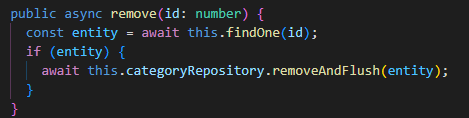 public async remove(id: number) {
  const entity = await this.findOne(id);
  if (entity) {
    await this.categoryRepository.removeAndFlush(entity);
  }
}